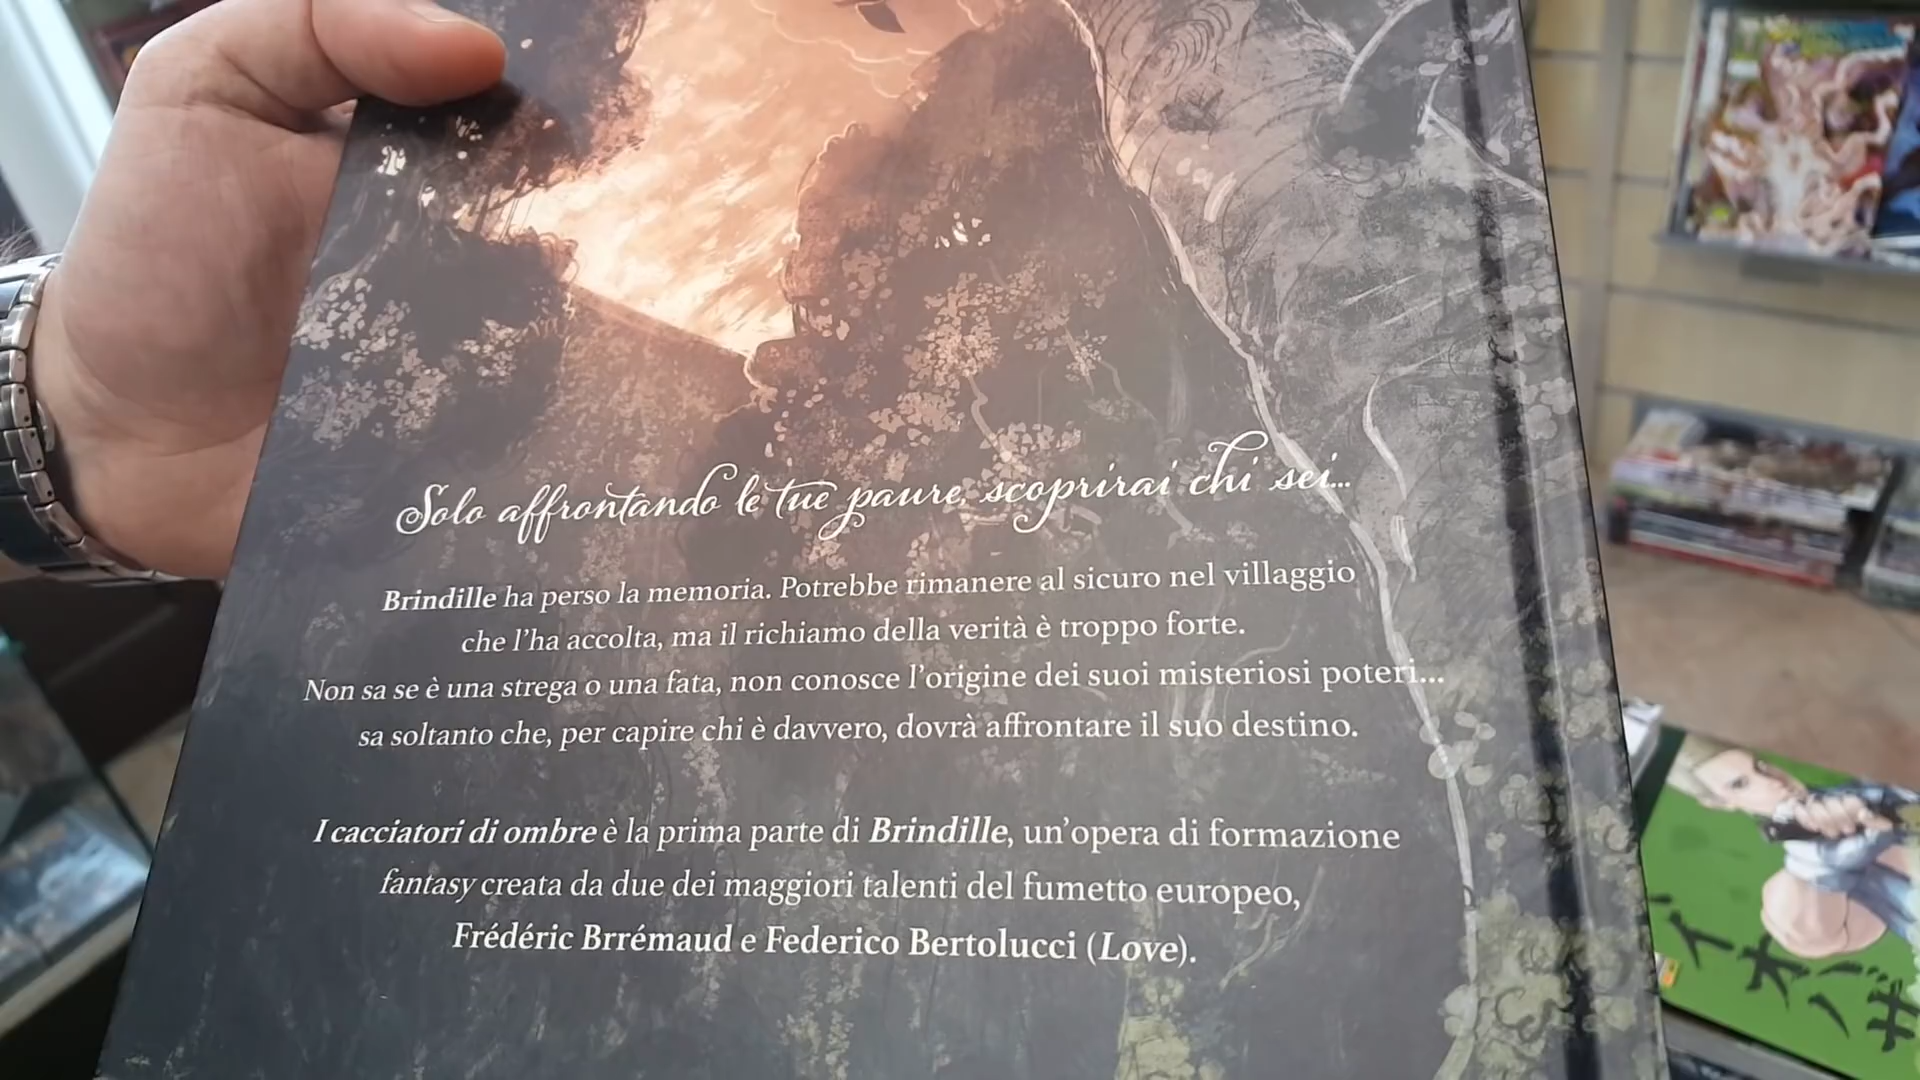 Solo affrontando le tue paure, scoprirai chi sei...
Brindille ha perso la memoria. Potrebbe rimanere al sicuro nel villaggio
che l'ha accolta, ma il richiamo della verità è troppo forte.
Non sa se è una strega o una fata, non conosce l'origine dei suoi misteriosi poteri...
sa soltanto che, per capire chi è davvero, dovrà affrontare il suo destino.
I cacciatori di ombre è la prima parte di Brindille, un'opera di formazione
fantasy creata da due dei maggiori talenti del fumetto europeo,
Frédéric Brrémaud e Federico Bertolucci (Love).